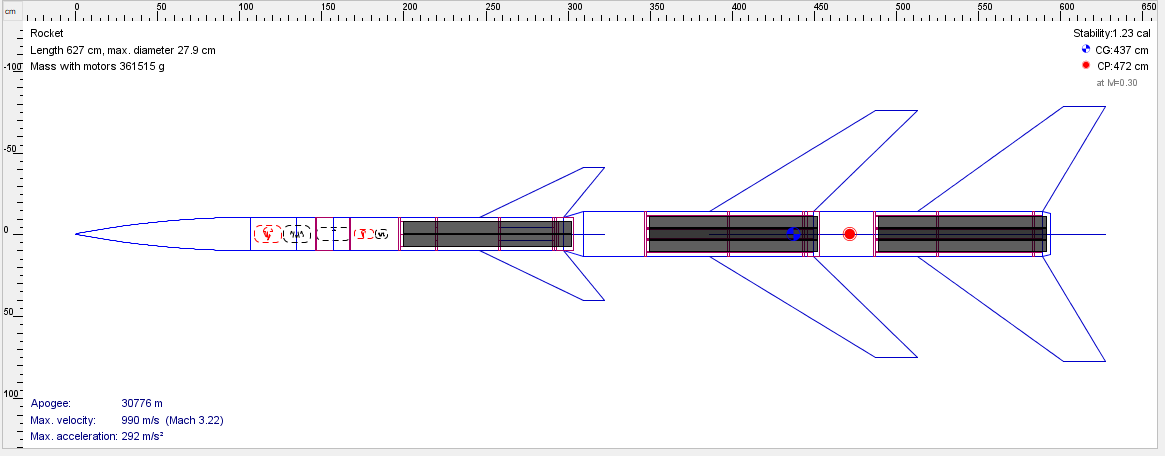 cm 0 50 100 150 200 250 300 350 400 450 500 550 600 650
Rocket
Length 627 cm, max. diameter 27.9 cm
Mass with motors 361515 g
Stability:1.23 cal
CG:437 cm
CP:472 cm
at M=0.30
-100
-50
0
50
100
Apogee: 30776 m
Max. velocity: 990 m/s (Mach 3.22)
Max. acceleration: 292 m/s²